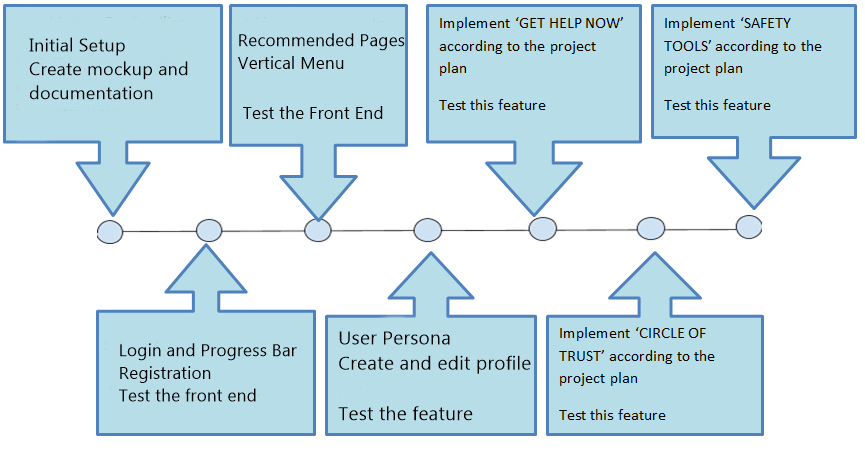 Initial Setup
Create mockup and
documentation
Recommended Pages
Vertical Menu
Test the Front End
Implement ‘GET HELP NOW’
according to the project
plan
Test this feature
Implement ‘SAFETY
TOOLS’ according to the
project plan
Test this feature
Login and Progress Bar
Registration
Test the front end
User Persona
Create and edit profile
Test the feature
Implement ‘CIRCLE OF
TRUST’ according to the
project plan
Test this feature